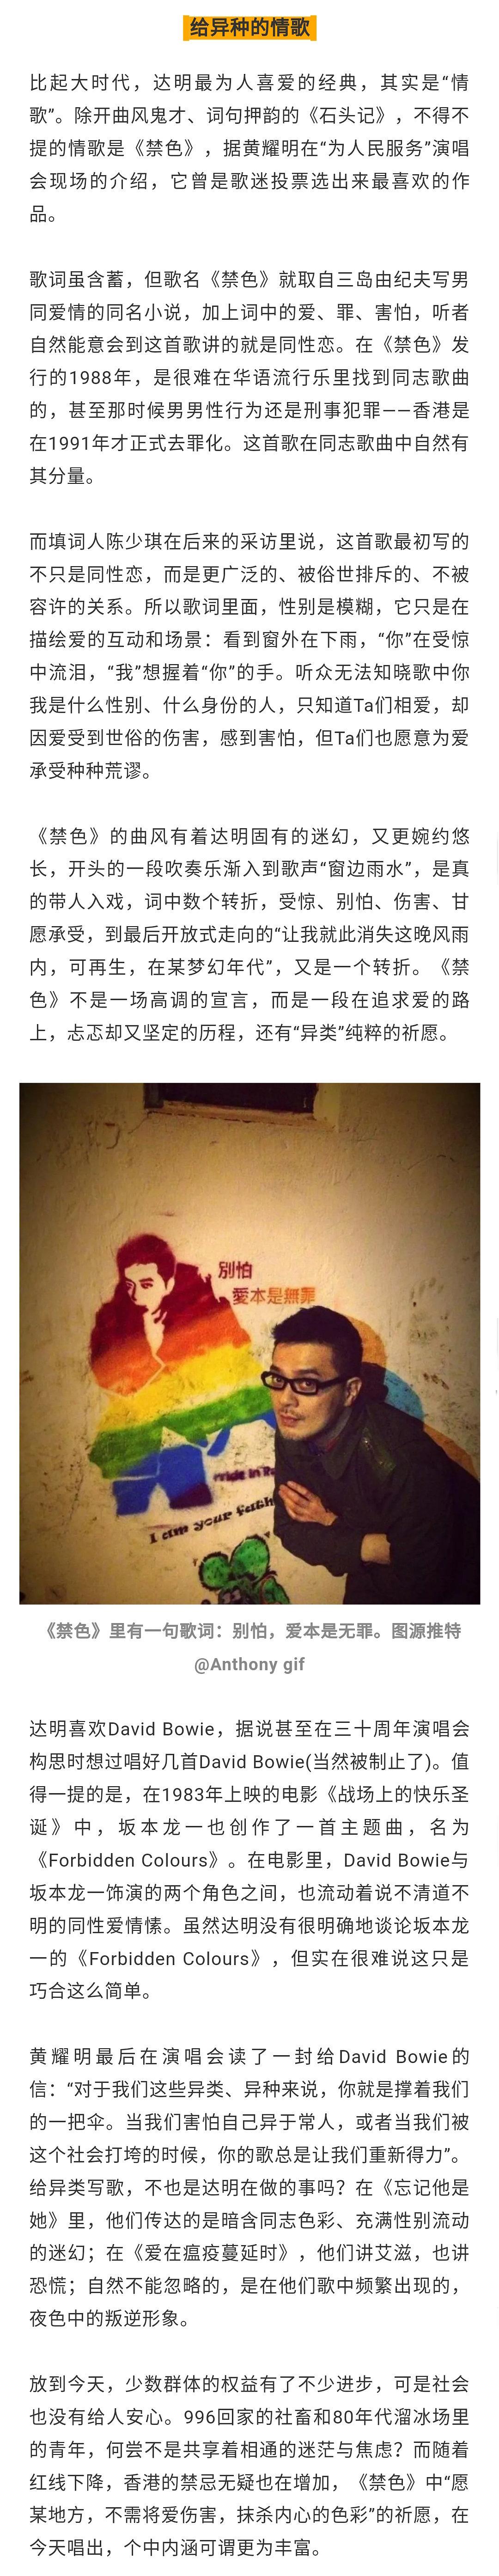 给异种的情歌
比起大时代，达明最为人喜爱的经典，其实是“情
歌”。除开曲风鬼才、词句押韵的《石头记》，不得不
提的情歌是《禁色》，据黄耀明在“为人民服务”演唱
会现场的介绍，它曾是歌迷投票选出来最喜欢的作
品。
歌词虽含蓄，但歌名《禁色》就取自三岛由纪夫写男
同爱情的同名小说，加上词中的爱、罪、害怕，听者
自然能意会到这首歌讲的就是同性恋。在《禁色》发
行的1988年，是很难在华语流行乐里找到同志歌曲
的，甚至那时候男男性行为还是刑事犯罪——香港是
在1991年才正式去罪化。这首歌在同志歌曲中自然有
其分量。
而填词人陈少琪在后来的采访里说，这首歌最初写的
不只是同性恋，而是更广泛的、被俗世排斥的、不被
容许的关系。所以歌词里面，性别是模糊，它只是在
描绘爱的互动和场景：看到窗外在下雨，“你”在受惊
中流泪，“我”想握着“你”的手。听众无法知晓歌中你
我是什么性别、什么身份的人，只知道Ta们相爱，却
因爱受到世俗的伤害，感到害怕，但Ta们也愿意为爱
承受种种荒谬。
《禁色》的曲风有着达明固有的迷幻，又更婉约悠
长，开头的一段吹奏乐渐入到歌声“窗边雨水”，是真
的带人入戏，词中数个转折，受惊、别怕、伤害、甘
愿承受，到最后开放式走向的“让我就此消失这晚风雨
内，可再生，在某梦幻年代”，又是一个转折。《禁
色》不是一场高调的宣言，而是一段在追求爱的路
上，忐忑却又坚定的历程，还有“异类”纯粹的祈愿。
別怕
愛本是無罪
I am your fath
《禁色》里有一句歌词：别怕，爱本是无罪。图源推特
@Anthony gif
达明喜欢David Bowie，据说甚至在三十周年演唱会
构思时想过唱好几首David Bowie(当然被制止了)。值
得一提的是，在1983年上映的电影《战场上的快乐圣
诞》中，坂本龙一也创作了一首主题曲，名为
《Forbidden Colours》。在电影里，David Bowie与
坂本龙一饰演的两个角色之间，也流动着说不清道不
明的同性爱情愫。虽然达明没有很明确地谈论坂本龙
一的《Forbidden Colours》，但实在很难说这只是
巧合这么简单。
黄耀明最后在演唱会读了一封给David Bowie的
信：“对于我们这些异类、异种来说，你就是撑着我们
的一把伞。当我们害怕自己异于常人，或者当我们被
这个社会打垮的时候，你的歌总是让我们重新得力”。
给异类写歌，不也是达明在做的事吗？在《忘记他是
她》里，他们传达的是暗含同志色彩、充满性别流动
的迷幻；在《爱在瘟疫蔓延时》，他们讲艾滋，也讲
恐慌；自然不能忽略的，是在他们歌中频繁出现的，
夜色中的叛逆形象。
放到今天，少数群体的权益有了不少进步，可是社会
也没有给人安心。996回家的社畜和80年代溜冰场里
的青年，何尝不是共享着相通的迷茫与焦虑？而随着
红线下降，香港的禁忌无疑也在增加，《禁色》中“愿
某地方，不需将爱伤害，抹杀内心的色彩”的祈愿，在
今天唱出，个中内涵可谓更为丰富。